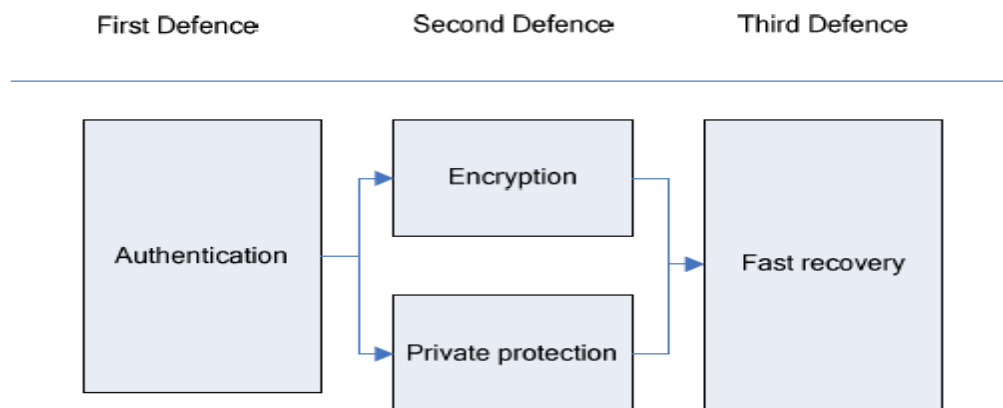 First Defence
Second Defence
Third Defence
Authentication
Encryption
Private protection
Fast recovery